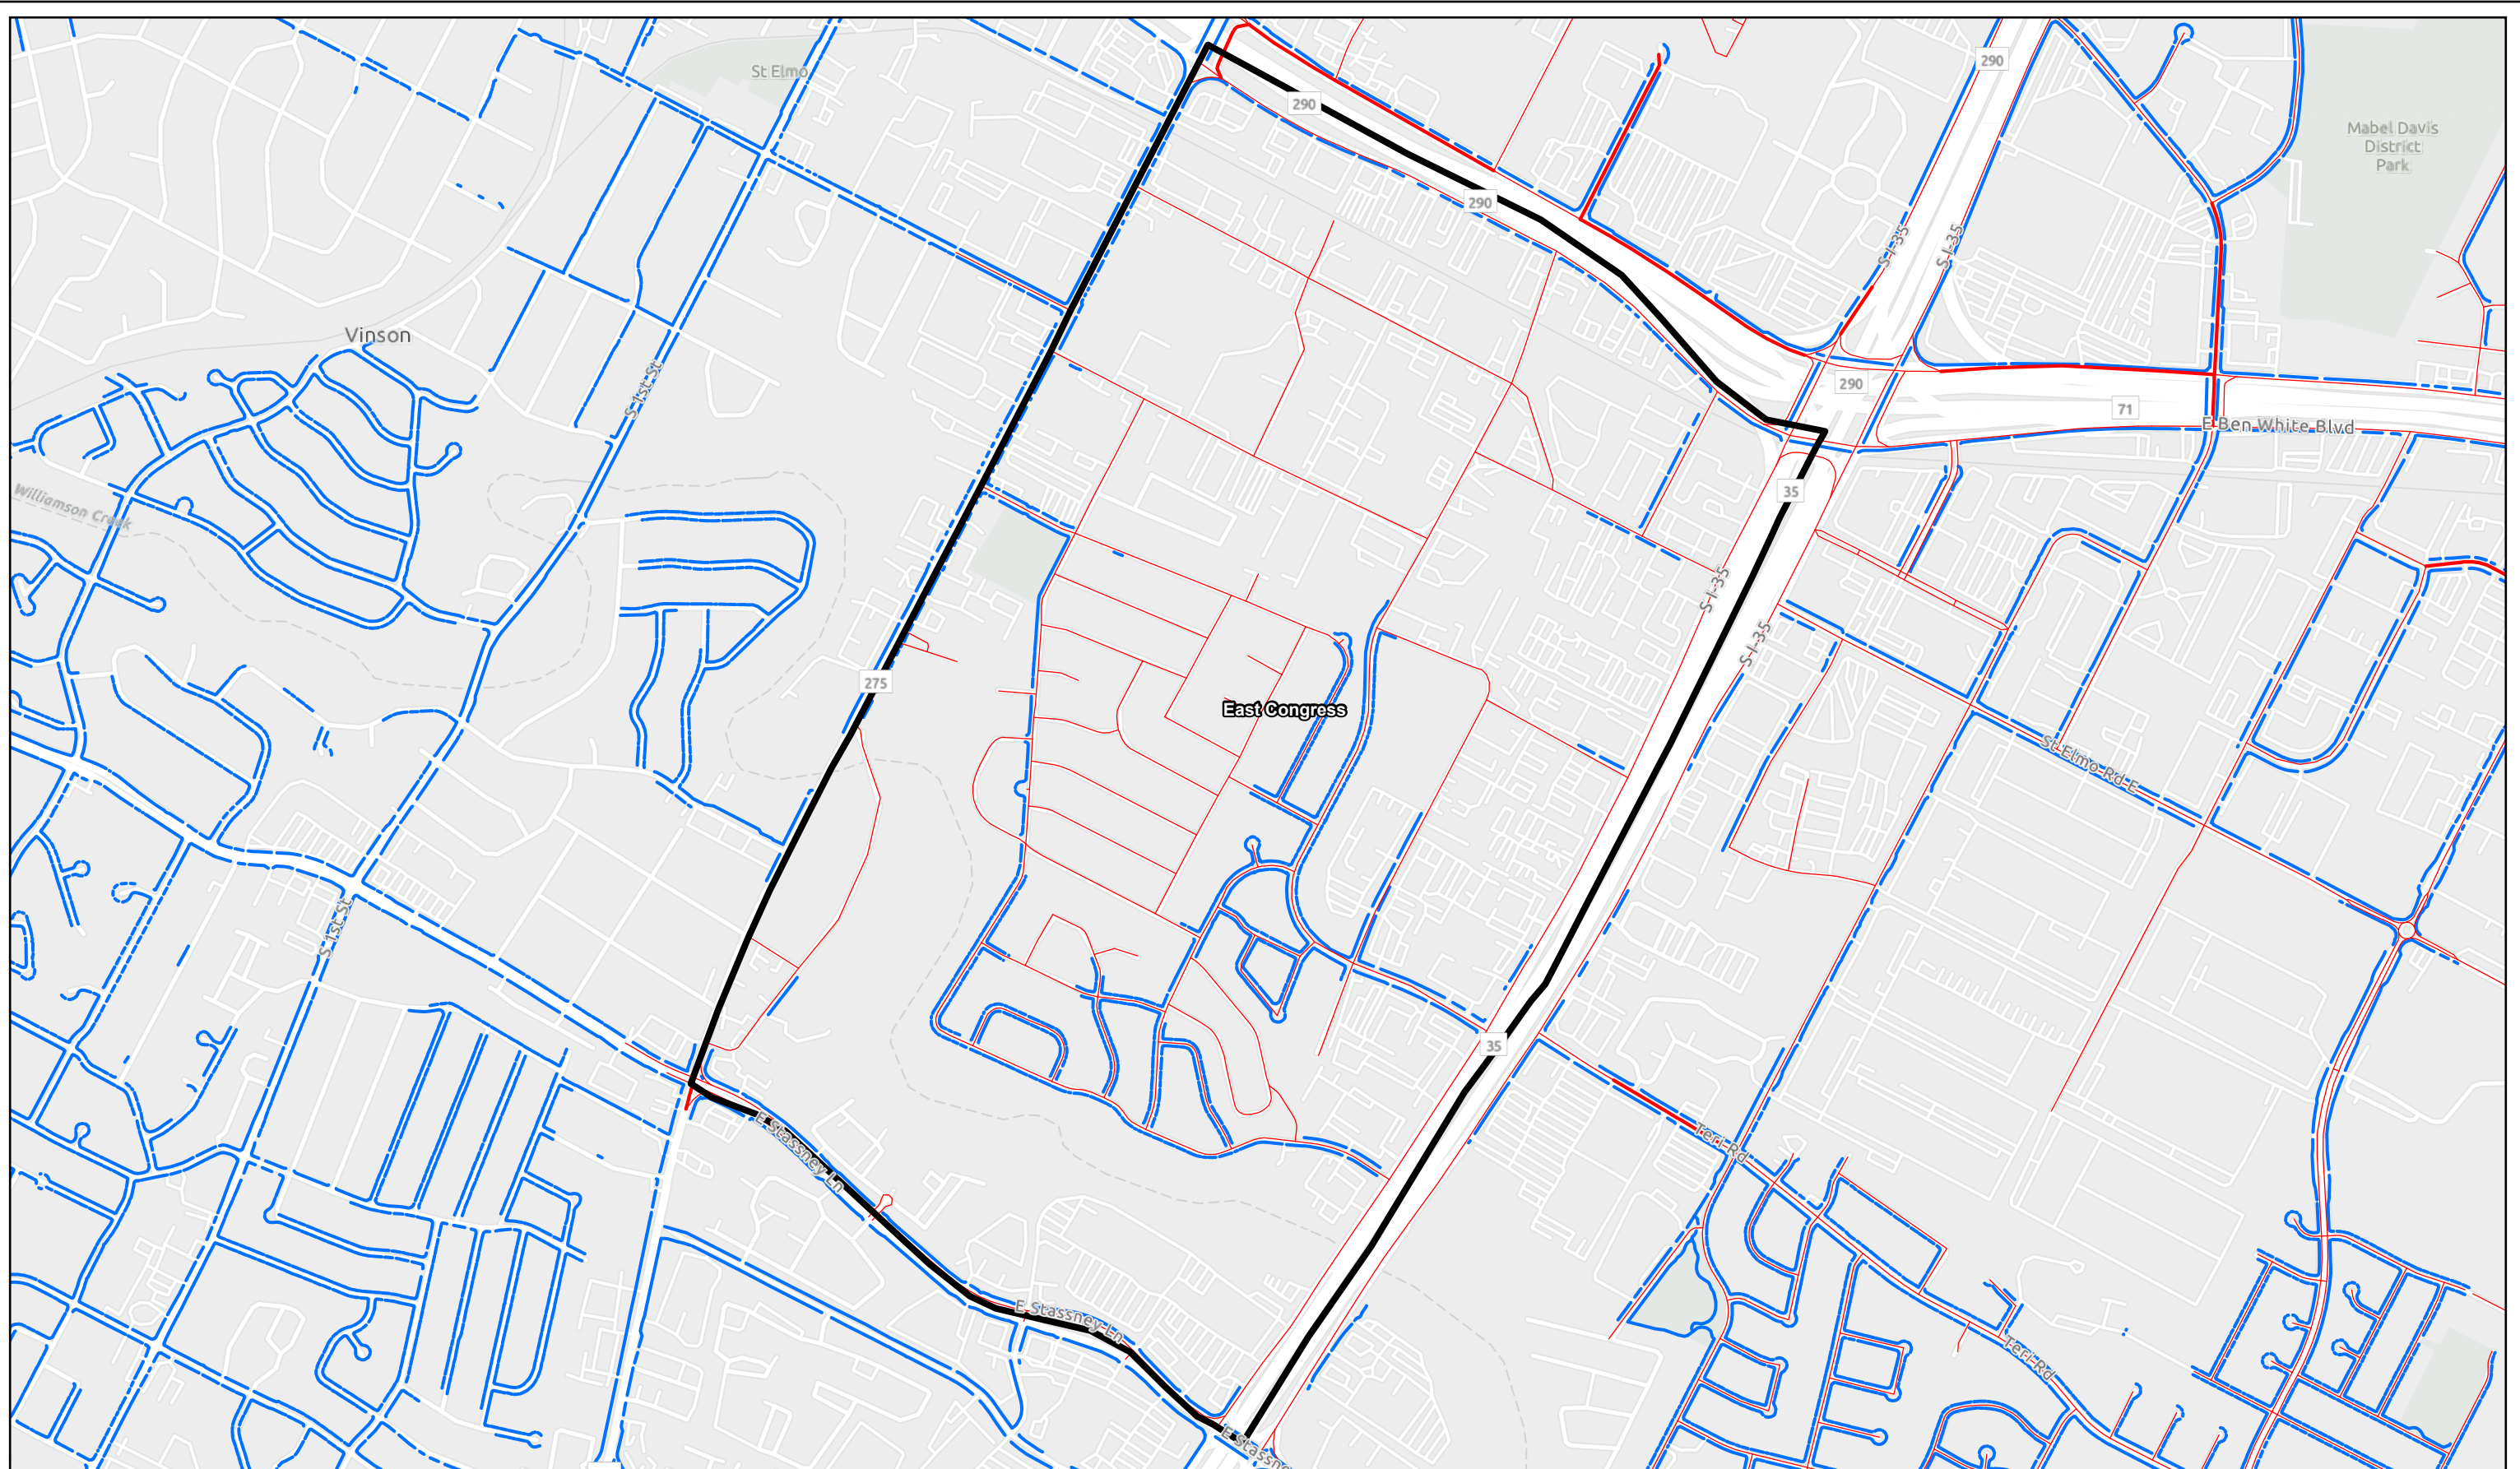 290
St Elmo
290
Mabel Davis
District
Park
290
S I-35
S I-35
Vinson
290
71
S 1st St
E Ben White Blvd
35
Williamson Creek
S I-35
S I-35
275
East Congress
St Elmo Rd E
S 1st St
35
E Stassney Ln
Teri Rd
E Stassney Ln
Teri Rd
E Stassne